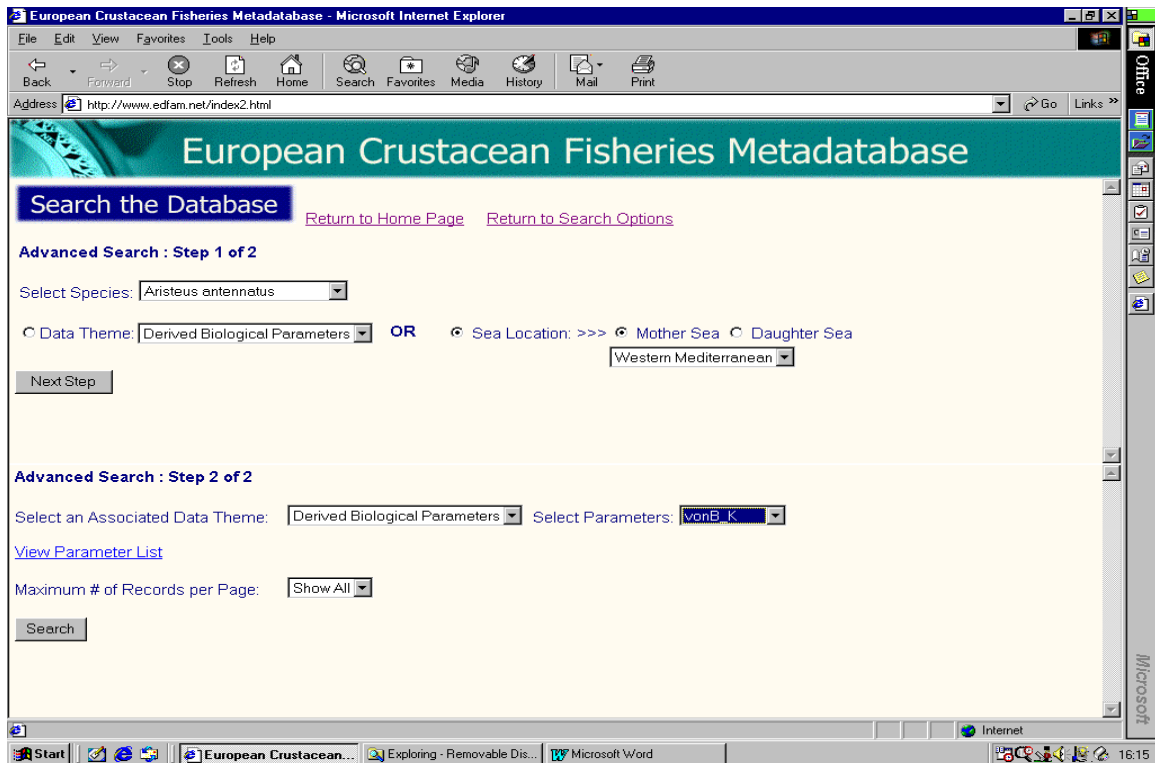 European Crustacean Fisheries Metadatabase - Microsoft Internet Explorer
File Edit View Favorites Tools Help
Back Forward Stop Refresh Home Search Favorites Media History Mail Print
Address http://www.edfam.net/index2.html Go Links »
Office
European Crustacean Fisheries Metadatabase
Search the Database Return to Home Page Return to Search Options
Advanced Search : Step 1 of 2
Select Species: Aristeus antennatus
Data Theme: Derived Biological Parameters OR Sea Location: >>> Mother Sea Daughter Sea
Western Mediterranean
Next Step
Advanced Search : Step 2 of 2
Select an Associated Data Theme: Derived Biological Parameters Select Parameters: vonB_K
View Parameter List
Maximum # of Records per Page: Show All
Search
Microsoft
Internet
Start European Crustacean... Exploring - Removable Dis... Microsoft Word 16:15